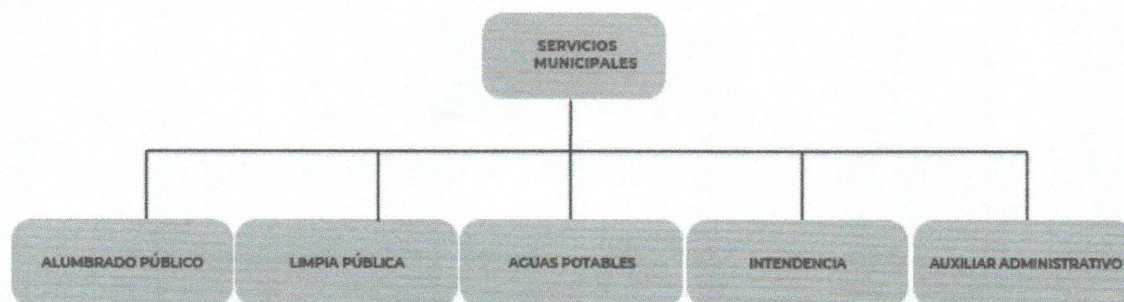 SERVICIOS
MUNICIPALES
ALUMBRADO PÚBLICO
LIMPIA PÚBLICA
AGUAS POTABLES
INTENDENCIA
AUXILIAR ADMINISTRATIVO